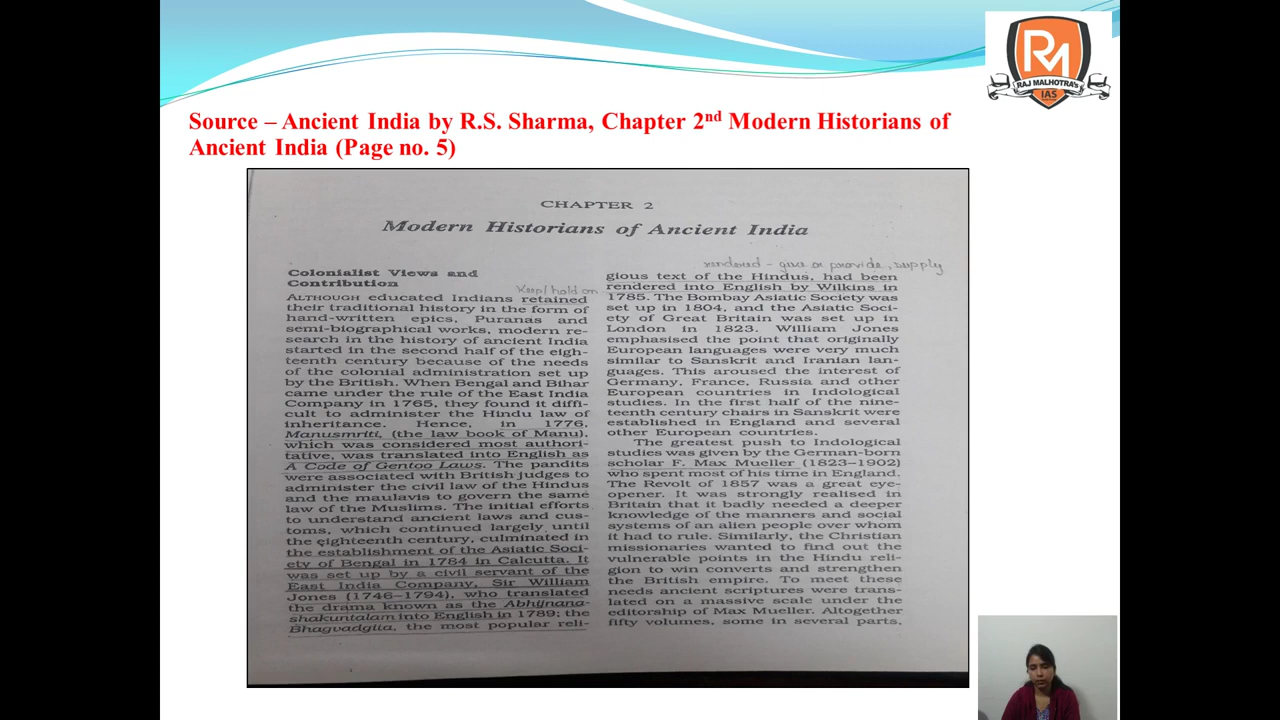 RM
RAJ MALHOTRA'S
IAS
Source – Ancient India by R.S. Sharma, Chapter 2nd Modern Historians of
Ancient India (Page no. 5)
CHAPTER 2
Modern Historians of Ancient India
Colonialist Views and
Contribution
Keep/hold on
ALTHOUGH educated Indians retained
their traditional history in the form of
hand-written epics, Puranas and
semi-biographical works, modern re-
search in the history of ancient India
started in the second half of the eigh-
teenth century because of the needs
of the colonial administration set up
by the British. When Bengal and Bihar
came under the rule of the East India
Company in 1765, they found it diffi-
cult to administer the Hindu law of
inheritance. Hence, in 1776,
Manusmriti, (the law book of Manu),
which was considered most authori-
tative, was translated into English as
A Code of Gentoo Laws. The pandits
were associated with British judges to
administer the civil law of the Hindus
and the maulavis to govern the same
law of the Muslims. The initial efforts
to understand ancient laws and cus-
toms, which continued largely until
the eighteenth century, culminated in
the establishment of the Asiatic Soci-
ety of Bengal in 1784 in Calcutta. It
was set up by a civil servant of the
East India Company, Sir William
Jones (1746–1794), who translated
the drama known as the Abhijnana-
shakuntalam into English in 1789; the
Bhagvadgita, the most popular reli-
rendered - give or provide, supply
gious text of the Hindus, had been
rendered into English by Wilkins in
1785. The Bombay Asiatic Society was
set up in 1804, and the Asiatic Soci-
ety of Great Britain was set up in
London in 1823. William Jones
emphasised the point that originally
European languages were very much
similar to Sanskrit and Iranian lan-
guages. This aroused the interest of
Germany, France, Russia and other
European countries in Indological
studies. In the first half of the nine-
teenth century chairs in Sanskrit were
established in England and several
other European countries.
The greatest push to Indological
studies was given by the German-born
scholar F. Max Mueller (1823–1902)
who spent most of his time in England.
The Revolt of 1857 was a great eye-
opener. It was strongly realised in
Britain that it badly needed a deeper
knowledge of the manners and social
systems of an alien people over whom
it had to rule. Similarly, the Christian
missionaries wanted to find out the
vulnerable points in the Hindu reli-
gion to win converts and strengthen
the British empire. To meet these
needs ancient scriptures were trans-
lated on a massive scale under the
editorship of Max Mueller. Altogether
fifty volumes, some in several parts,